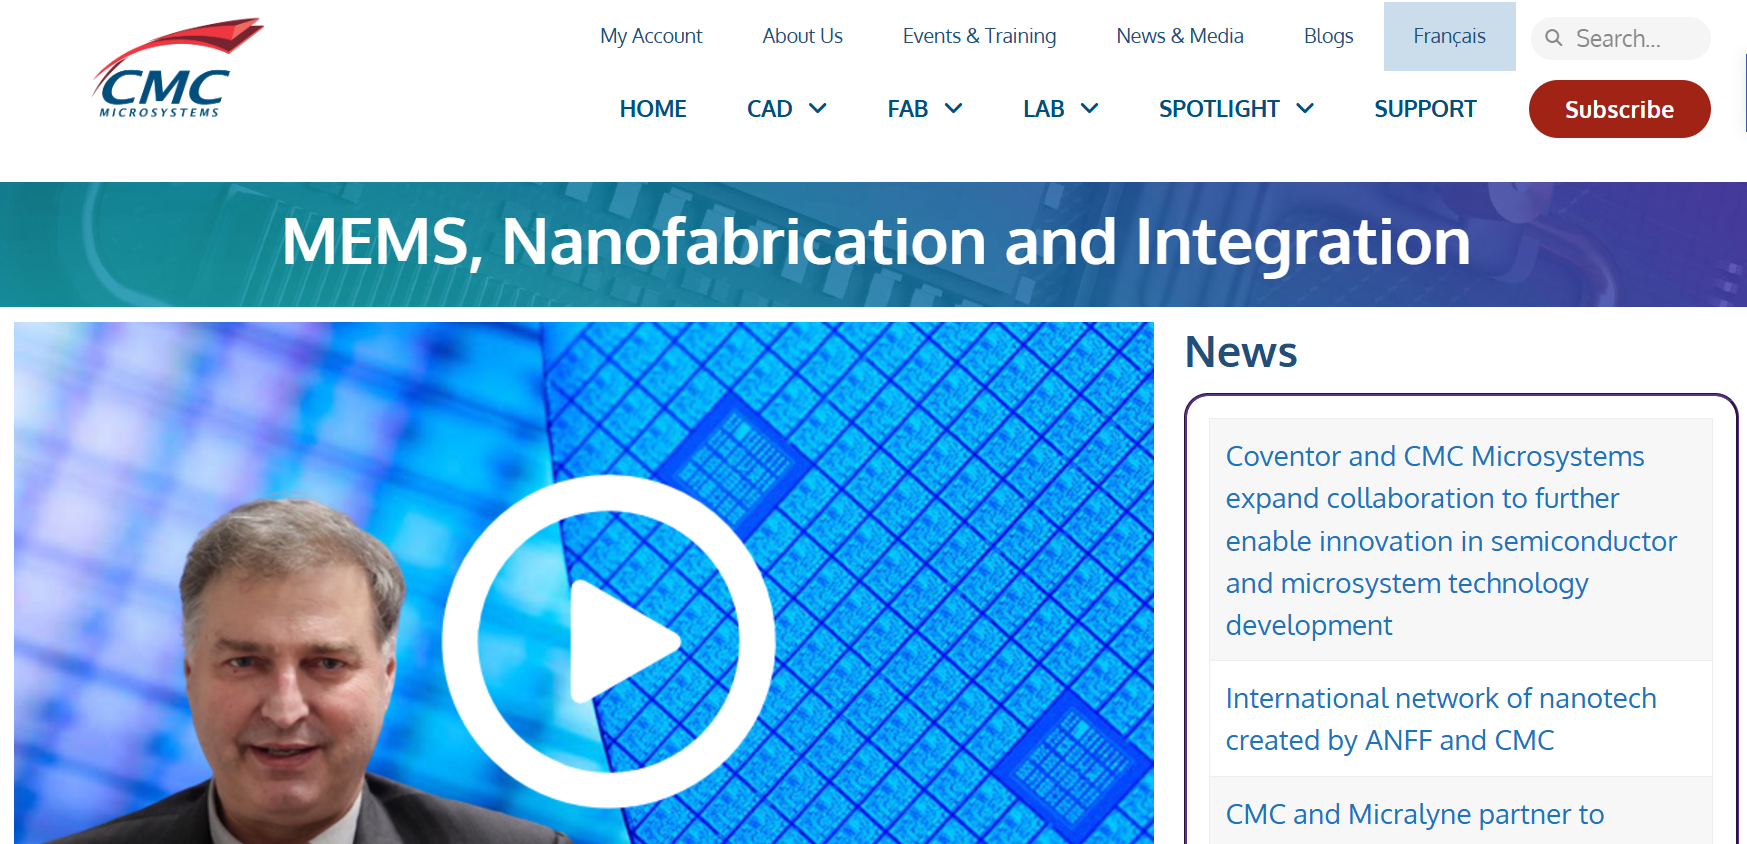 CMC
MICROSYSTEMS
My Account
About Us
Events & Training
News & Media
Blogs
Français
Search...
HOME
CAD
FAB
LAB
SPOTLIGHT
SUPPORT
Subscribe
MEMS, Nanofabrication and Integration
News
Coventor and CMC Microsystems
expand collaboration to further
enable innovation in semiconductor
and microsystem technology
development
International network of nanotech
created by ANFF and CMC
CMC and Micralyne partner to